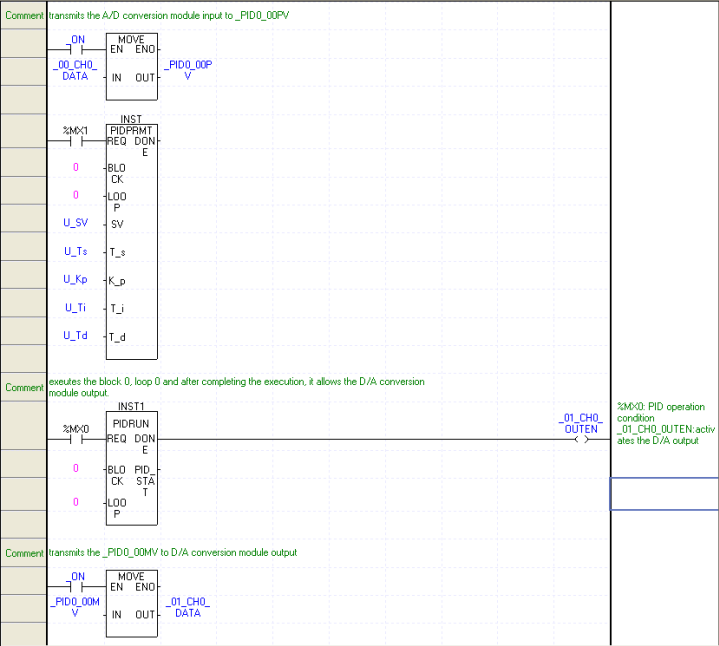 Comment transmits the A/D conversion module input to _PID0_00PV
_ON
MOVE
EN ENO
_00_CH0_
DATA
IN OUT
_PID0_00P
V
INST
%MX1
PIDPRMT
REQ DON
E
0
BLO
CK
0
LOO
P
U_SV
SV
U_Ts
T_s
U_Kp
K_p
U_Ti
T_i
U_Td
T_d
Comment
exeutes the block 0, loop 0 and after completing the execution, it allows the D/A conversion
module output.
INST1
%MX0
PIDRUN
REQ DON
E
_01_CH0_
OUTEN
%MX0: PID operation
condition
_01_CH0_OUTEN:activ
ates the D/A output
0
BLO PID_
CK STA
T
0
LOO
P
Comment transmits the _PID0_00MV to D/A conversion module output
_ON
MOVE
EN ENO
_PID0_00M
V
IN OUT
_01_CH0_
DATA